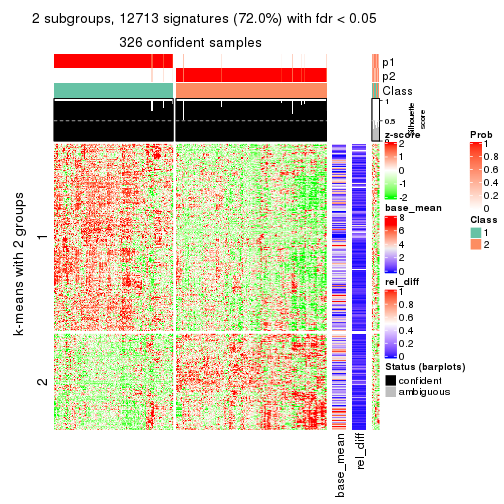 2 subgroups, 12713 signatures (72.0%) with fdr < 0.05
326 confident samples
p1
p2
Class
1
0.5
0
Silhouette
score
k-means with 2 groups
1
2
base_mean
rel_diff
z-score
2
1
0
-1
-2
base_mean
8
6
4
2
0
rel_diff
1
0.8
0.6
0.4
0.2
0
Status (barplots)
confident
ambiguous
Prob
1
0.8
0.6
0.4
0.2
0
Class
1
2